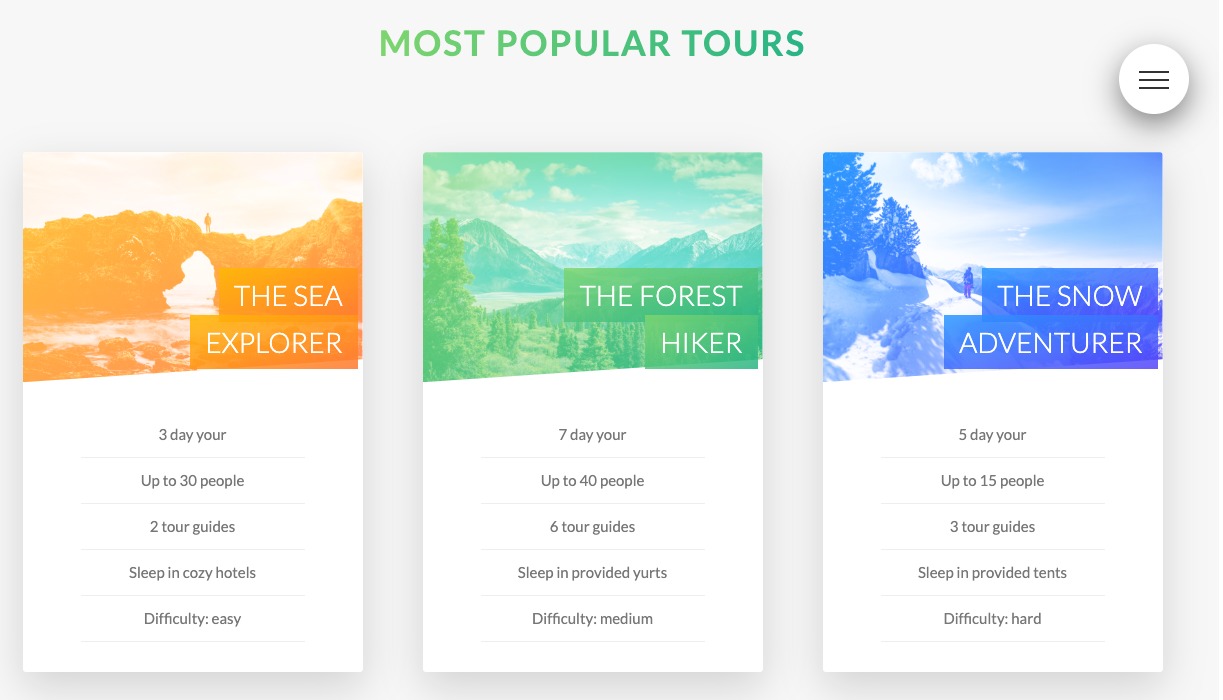 MOST POPULAR TOURS
THE SEA
EXPLORER
3 day your
Up to 30 people
2 tour guides
Sleep in cozy hotels
Difficulty: easy
THE FOREST
HIKER
7 day your
Up to 40 people
6 tour guides
Sleep in provided yurts
Difficulty: medium
THE SNOW
ADVENTURER
5 day your
Up to 15 people
3 tour guides
Sleep in provided tents
Difficulty: hard